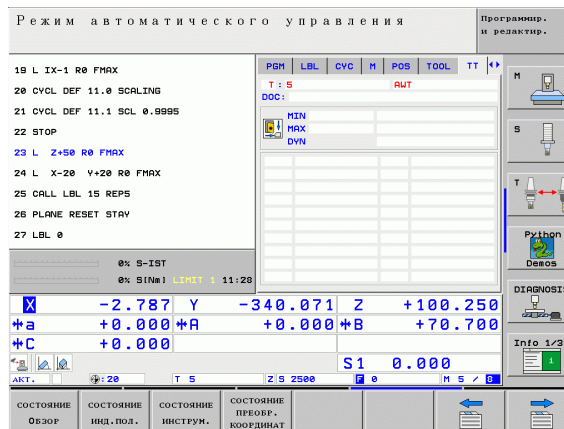 Режим автоматического управления
Программир.
и редактир.
19 L IX-1 R0 FMAX
20 CYCL DEF 11.0 SCALING
21 CYCL DEF 11.1 SCL 0.9995
22 STOP
23 L Z+50 R0 FMAX
24 L X-20 Y+20 R0 FMAX
25 CALL LBL 15 REP5
26 PLANE RESET STAY
27 LBL 0
PGM LBL CYC M POS TOOL TT
T : 5 AWT
DOC:
MIN
MAX
DYN
0% S-IST
0% S[Nm] LIMIT 1 11:28
X -2.787 Y -340.071 Z +100.250
a +0.000 A +0.000 B +70.700
C +0.000
S1 0.000
АКТ. : 20 T 5 Z S 2500 F 0 M 5 / 8
M
S
T
Python
Demos
DIAGNOSI
Info 1/3
1
СОСТОЯНИЕ
ОБЗОР
СОСТОЯНИЕ
ИНД.ПОЛ.
СОСТОЯНИЕ
ИНСТРУМ.
СОСТОЯНИЕ
ПРЕОБР.
КООРДИНАТ